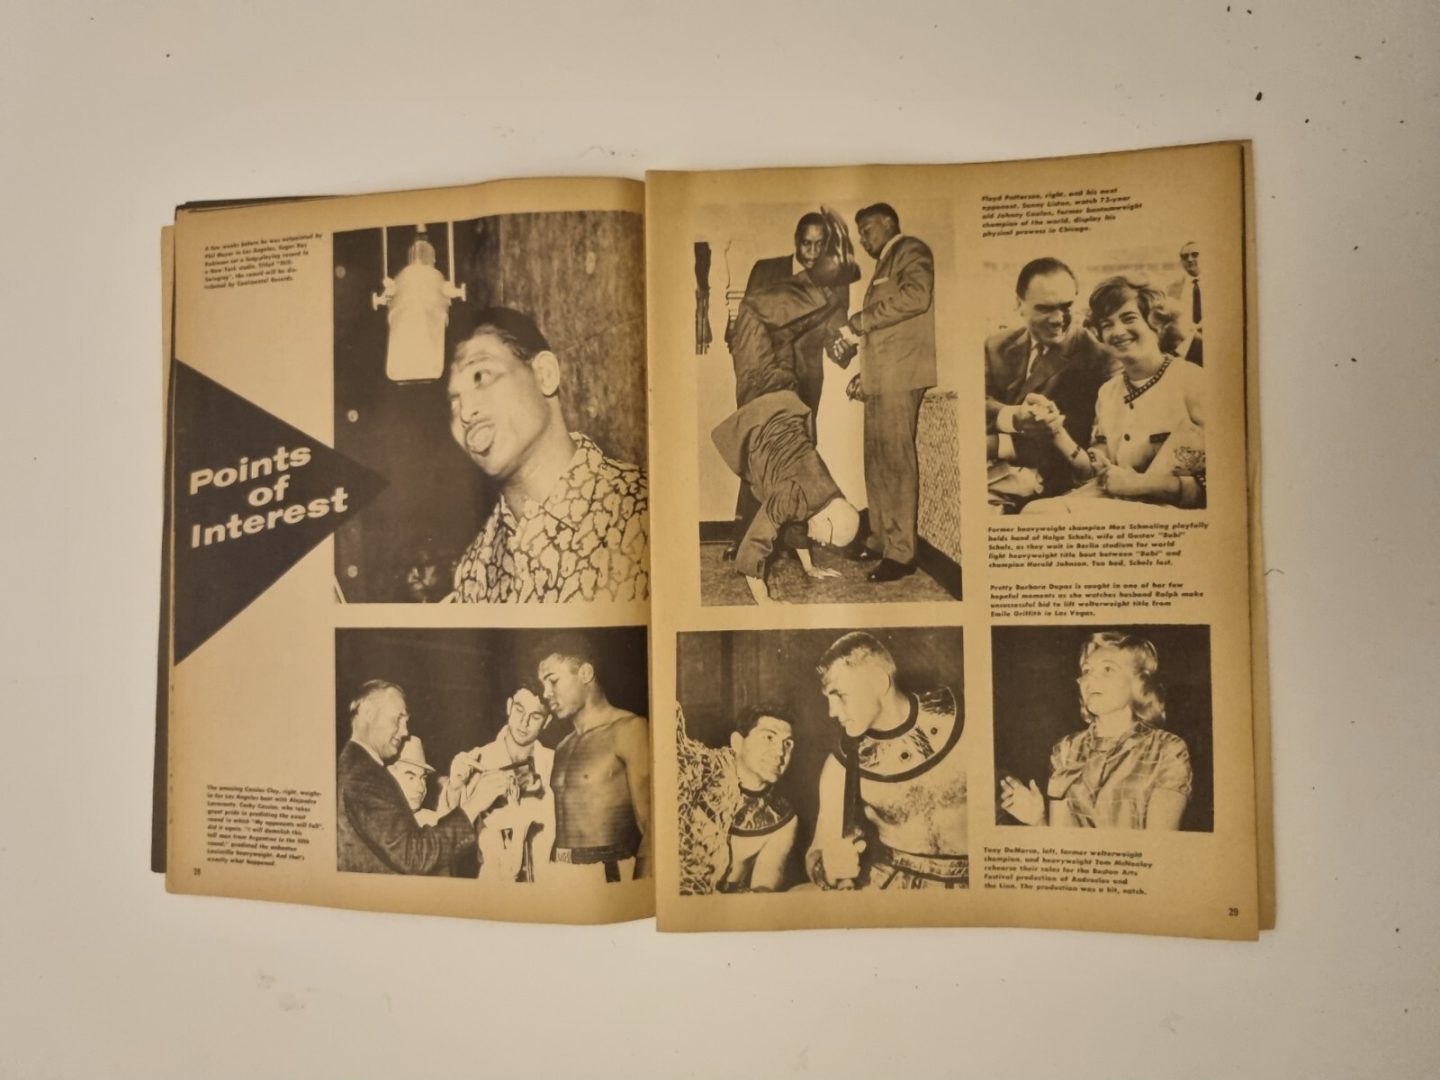 A few weeks before he was outpointed by
Phil Moyer in Los Angeles, Sugar Ray
Robinson cut a long-playing record in
a New York studio. Titled "Still
Swinging", the record will be dis-
tributed by Continental Records.
Points
of
Interest
The amazing Cassius Clay, right, weighs-
in for Los Angeles bout with Alejandro
Lavorante. Cocky Cassius, who takes
great pride in predicting the exact
round in which "My opponents will fall",
did it again. "I will demolish this
tall man from Argentina in the fifth
round," predicted the unbeaten
Louisville heavyweight. And that's
exactly what happened.
28
Floyd Patterson, right, and his next
opponent, Sonny Liston, watch 73-year
old Johnny Coulon, former bantamweight
champion of the world, display his
physical prowess in Chicago.
Former heavyweight champion Max Schmeling playfully
holds hand of Helga Scholz, wife of Gustav "Bubi"
Scholz, as they wait in Berlin stadium for world
light heavyweight title bout between "Bubi" and
champion Harold Johnson. Too bad, Scholz lost.
Pretty Barbara Dupas is caught in one of her few
hopeful moments as she watches husband Ralph make
unsuccessful bid to lift welterweight title from
Emile Griffith in Las Vegas.
Tony DeMarco, left, former welterweight
champion, and heavyweight Tom McNeeley
rehearse their roles for the Boston Arts
Festival production of Androcles and
the Lion. The production was a hit, natch.
29